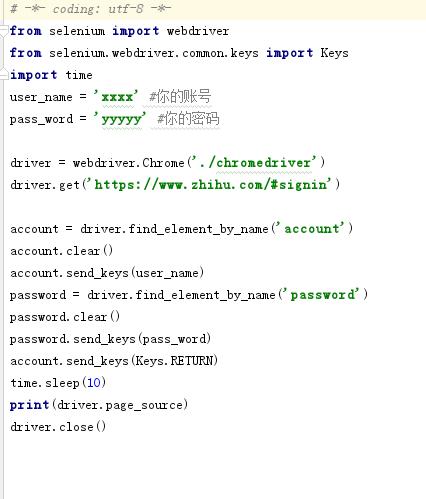 # -*- coding: utf-8 -*-
from selenium import webdriver
from selenium.webdriver.common.keys import Keys
import time
user_name = 'xxxx' #你的账号
pass_word = 'yyyyy' #你的密码
driver = webdriver.Chrome('./chromedriver')
driver.get('https://www.zhihu.com/#signin')
account = driver.find_element_by_name('account')
account.clear()
account.send_keys(user_name)
password = driver.find_element_by_name('password')
password.clear()
password.send_keys(pass_word)
account.send_keys(Keys.RETURN)
time.sleep(10)
print(driver.page_source)
driver.close()